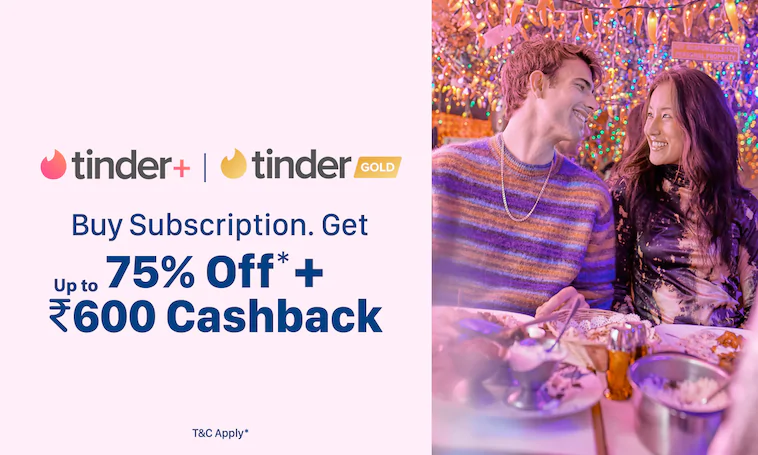 tinder+ | tinder GOLD
Buy Subscription. Get
Up to 75% Off* +
₹600 Cashback
T&C Apply*